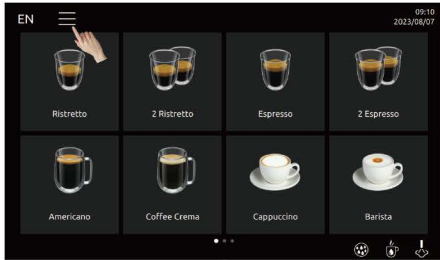 EN
09:10
2023/08/07
Ristretto
2 Ristretto
Espresso
2 Espresso
Americano
Coffee Crema
Cappuccino
Barista